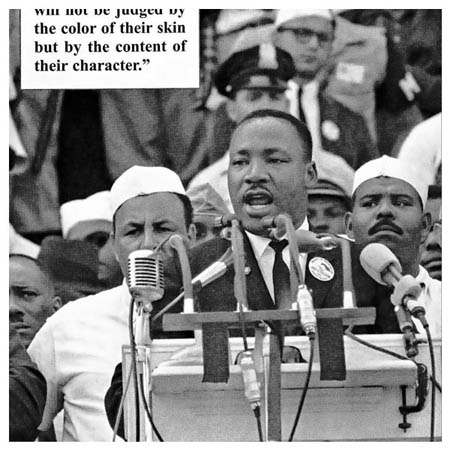 will not be judged by
the color of their skin
but by the content of
their character.”